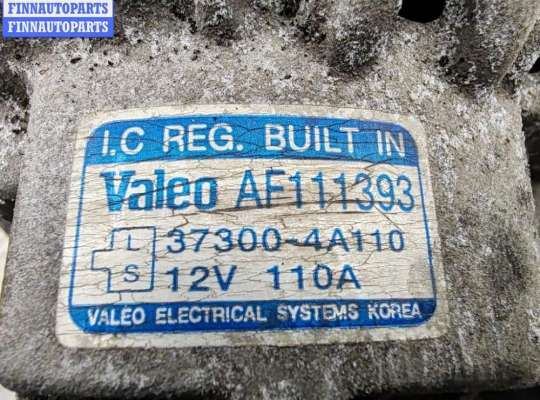 FINNAUTOPARTS
FINNAUTOPARTS
I.C REG. BUILT IN
Valeo AF111393
L 37300-4A110
S 12V 110A
VALEO ELECTRICAL SYSTEMS KOREA